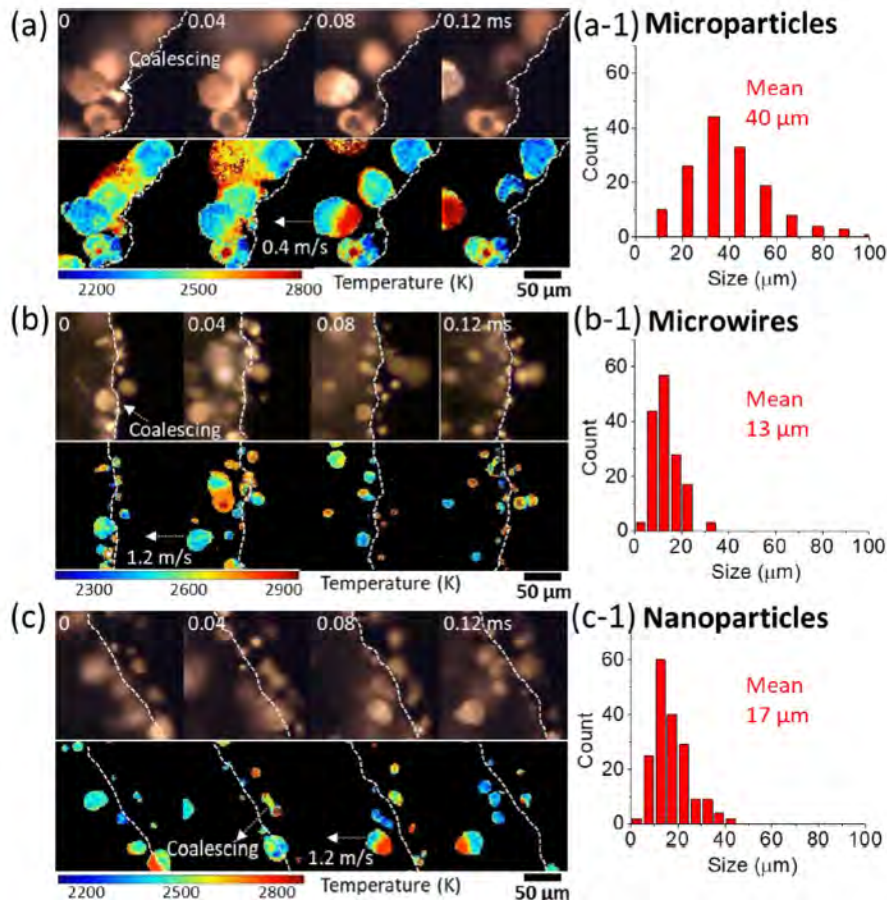 (a)
0
0.04
0.08
0.12 ms
Coalescing
0.4 m/s
2200
2500
2800
Temperature (K)
50 μm
(a-1) Microparticles
Mean
40 μm
Count
60
40
20
0
0
20
40
60
80
100
Size (μm)
(b)
0
0.04
0.08
0.12 ms
Coalescing
1.2 m/s
2300
2600
2900
Temperature (K)
50 μm
(b-1) Microwires
Mean
13 μm
Count
60
40
20
0
0
20
40
60
80
100
Size (μm)
(c)
0
0.04
0.08
0.12 ms
Coalescing
1.2 m/s
2200
2500
2800
Temperature (K)
50 μm
(c-1) Nanoparticles
Mean
17 μm
Count
60
40
20
0
0
20
40
60
80
100
Size (μm)